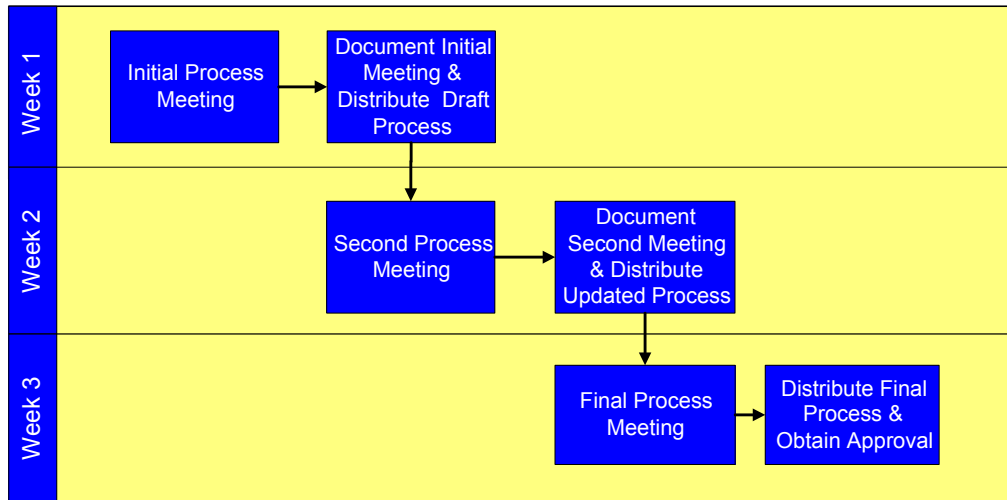 Week 1
Initial Process
Meeting
Document Initial
Meeting &
Distribute Draft
Process
Week 2
Second Process
Meeting
Document
Second Meeting
& Distribute
Updated Process
Week 3
Final Process
Meeting
Distribute Final
Process &
Obtain Approval